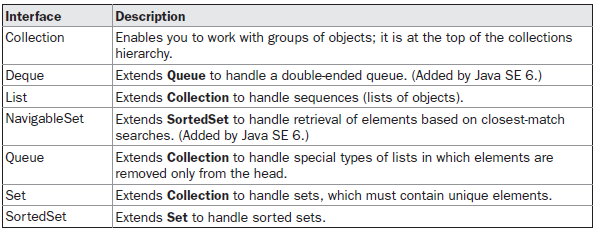 Interface Description
Collection Enables you to work with groups of objects; it is at the top of the collections
hierarchy.
Deque Extends Queue to handle a double-ended queue. (Added by Java SE 6.)
List Extends Collection to handle sequences (lists of objects).
NavigableSet Extends SortedSet to handle retrieval of elements based on closest-match
searches. (Added by Java SE 6.)
Queue Extends Collection to handle special types of lists in which elements are
removed only from the head.
Set Extends Collection to handle sets, which must contain unique elements.
SortedSet Extends Set to handle sorted sets.